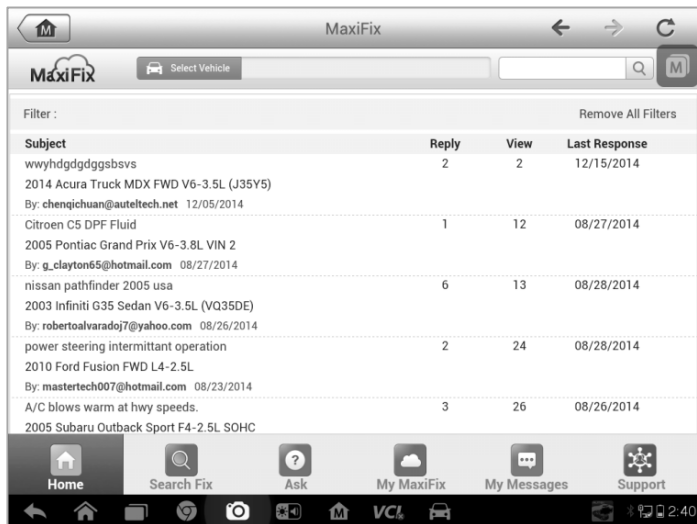 MaxiFix
MaxiFix Select Vehicle
Filter : Remove All Filters
Subject Reply View Last Response
wwyhdgdgdggsbsvs 2 2 12/15/2014
2014 Acura Truck MDX FWD V6-3.5L (J35Y5)
By: chenqichuan@auteltech.net 12/05/2014
Citroen C5 DPF Fluid 1 12 08/27/2014
2005 Pontiac Grand Prix V6-3.8L VIN 2
By: g_clayton65@hotmail.com 08/27/2014
nissan pathfinder 2005 usa 6 13 08/28/2014
2003 Infiniti G35 Sedan V6-3.5L (VQ35DE)
By: robertoalvaradoj7@yahoo.com 08/26/2014
power steering intermittant operation 2 24 08/28/2014
2010 Ford Fusion FWD L4-2.5L
By: mastertech007@hotmail.com 08/23/2014
A/C blows warm at hwy speeds. 3 26 08/26/2014
2005 Subaru Outback Sport F4-2.5L SOHC
Home Search Fix Ask My MaxiFix My Messages Support
VCI 2:40